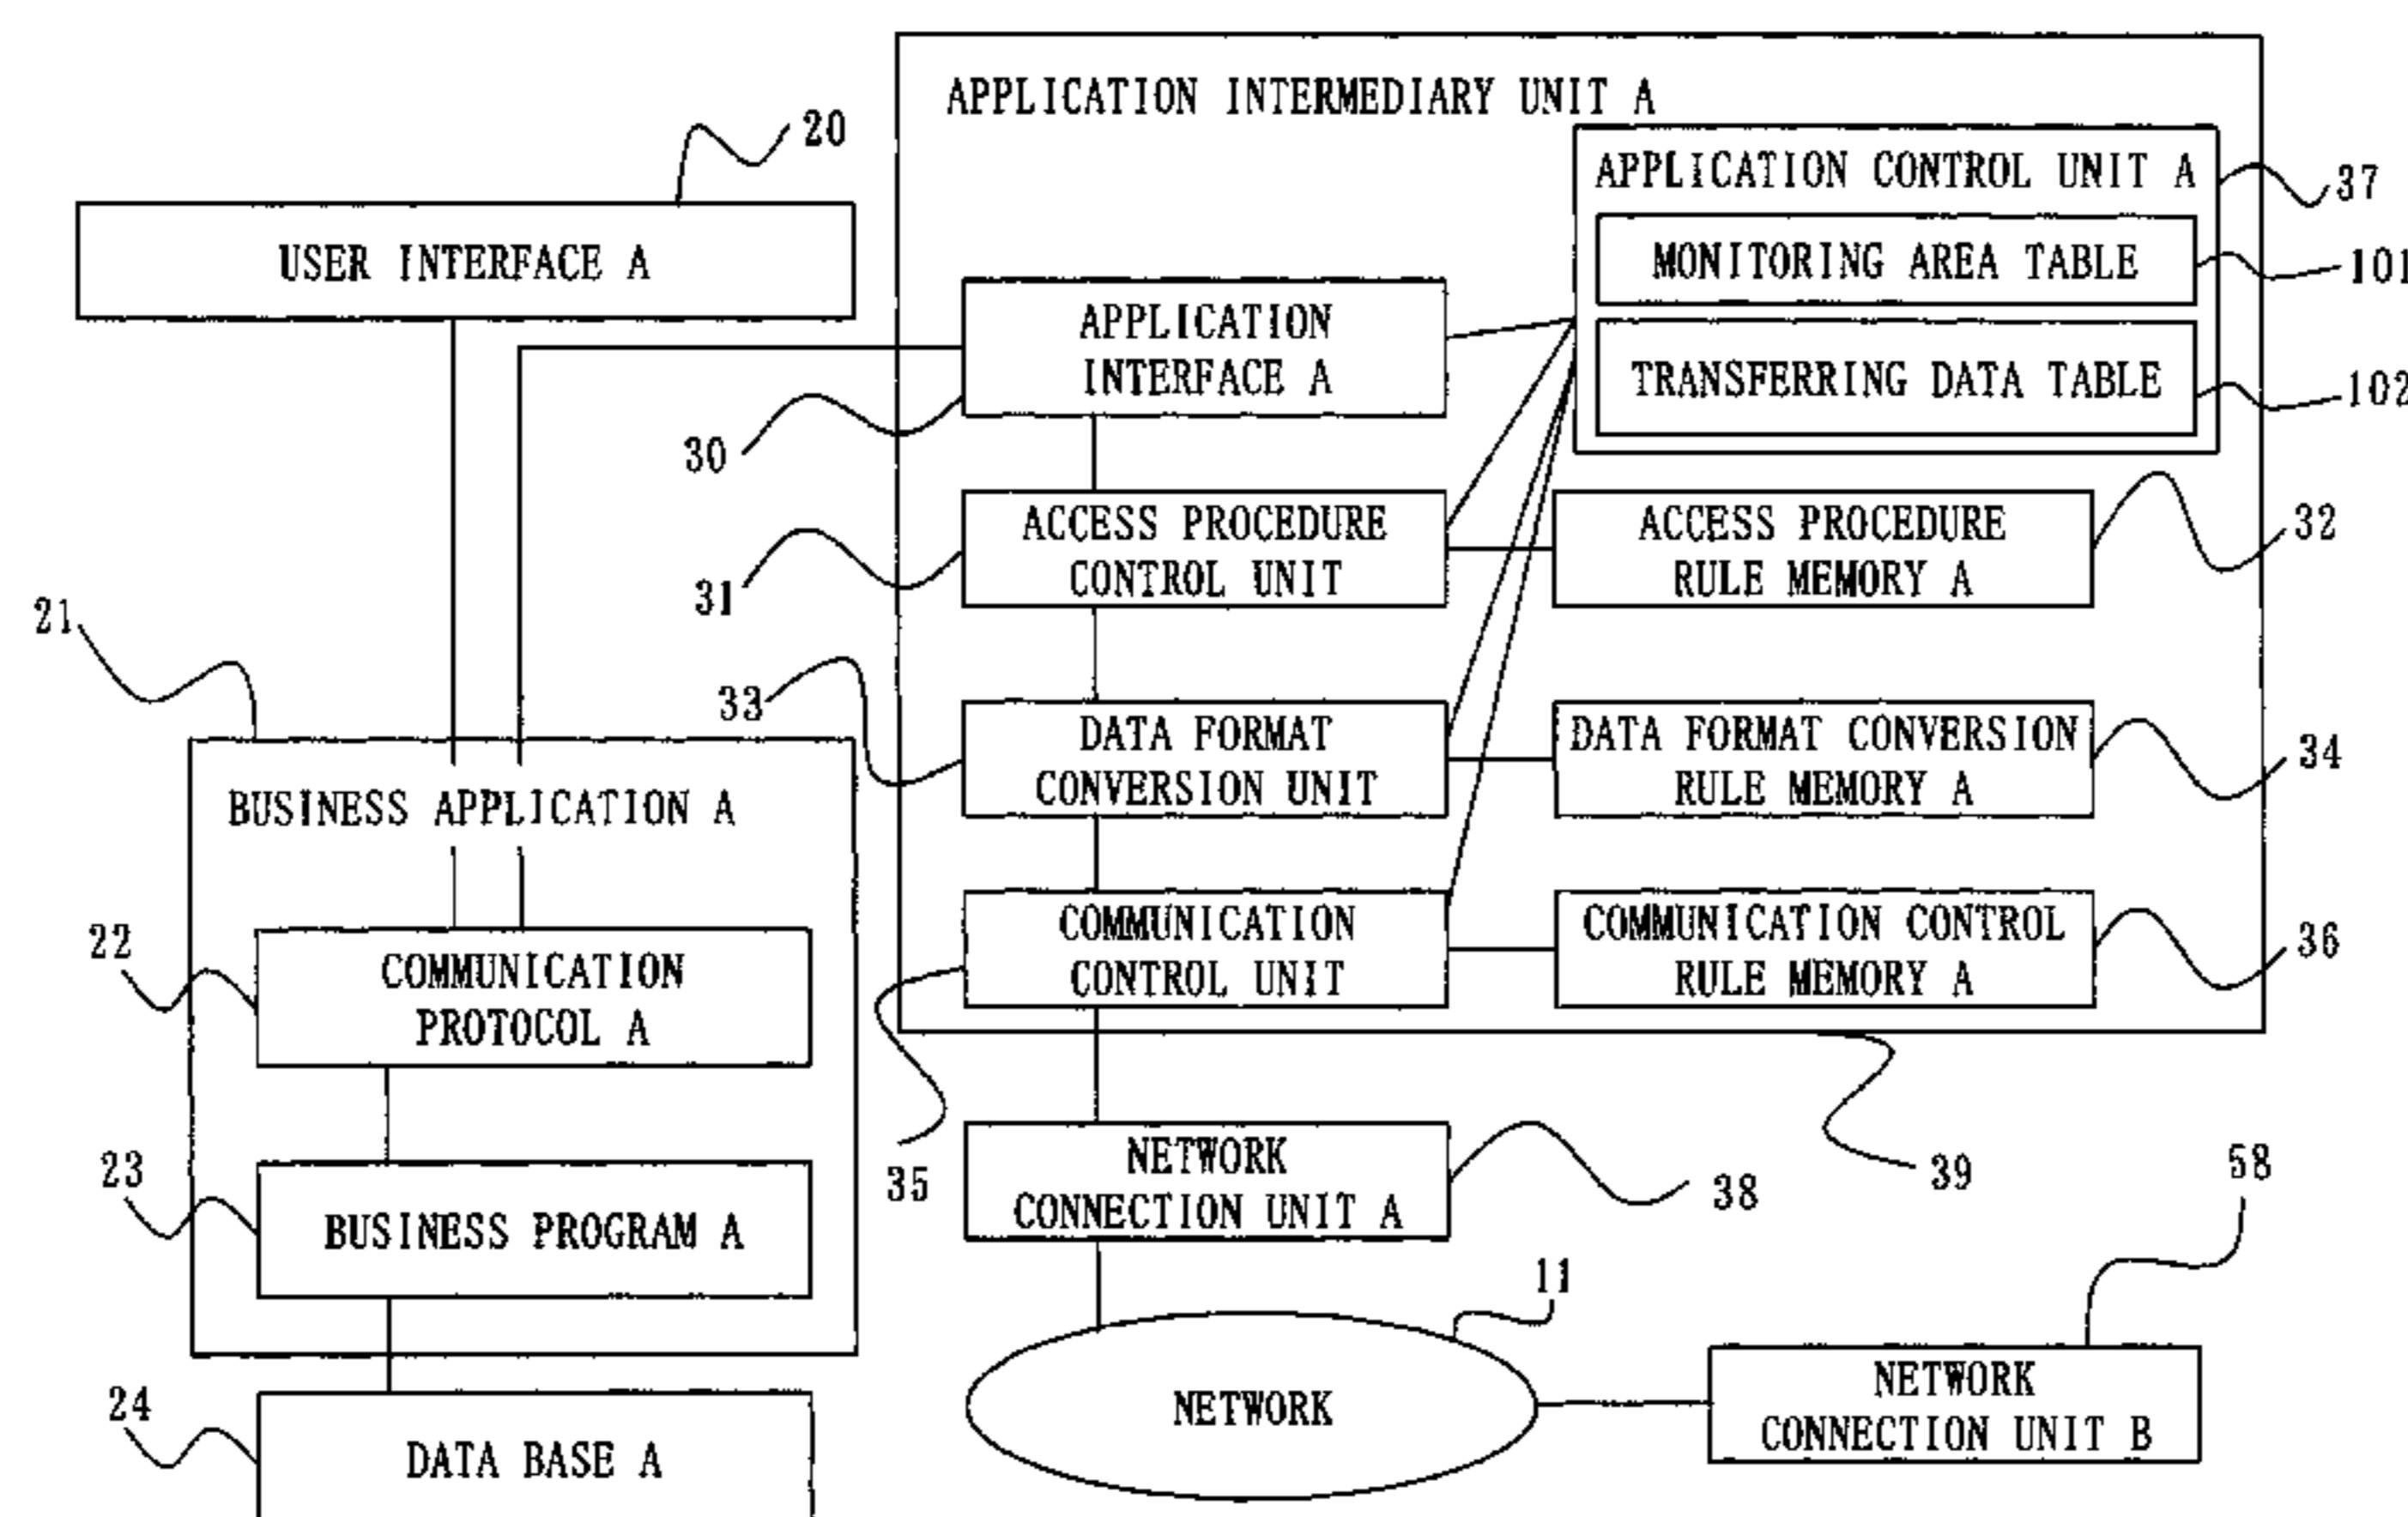 APPLICATION INTERMEDIARY UNIT A
20
APPLICATION CONTROL UNIT A
37
USER INTERFACE A
MONITORING AREA TABLE
101
APPLICATION
INTERFACE A
TRANSFERRING DATA TABLE
102
30
ACCESS PROCEDURE
CONTROL UNIT
ACCESS PROCEDURE
RULE MEMORY A
32
31
21
33
DATA FORMAT
CONVERSION UNIT
DATA FORMAT CONVERSION
RULE MEMORY A
34
BUSINESS APPLICATION A
22
COMMUNICATION
PROTOCOL A
COMMUNICATION
CONTROL UNIT
COMMUNICATION CONTROL
RULE MEMORY A
36
23
BUSINESS PROGRAM A
35
NETWORK
CONNECTION UNIT A
38
39
58
11
24
DATA BASE A
NETWORK
NETWORK
CONNECTION UNIT B